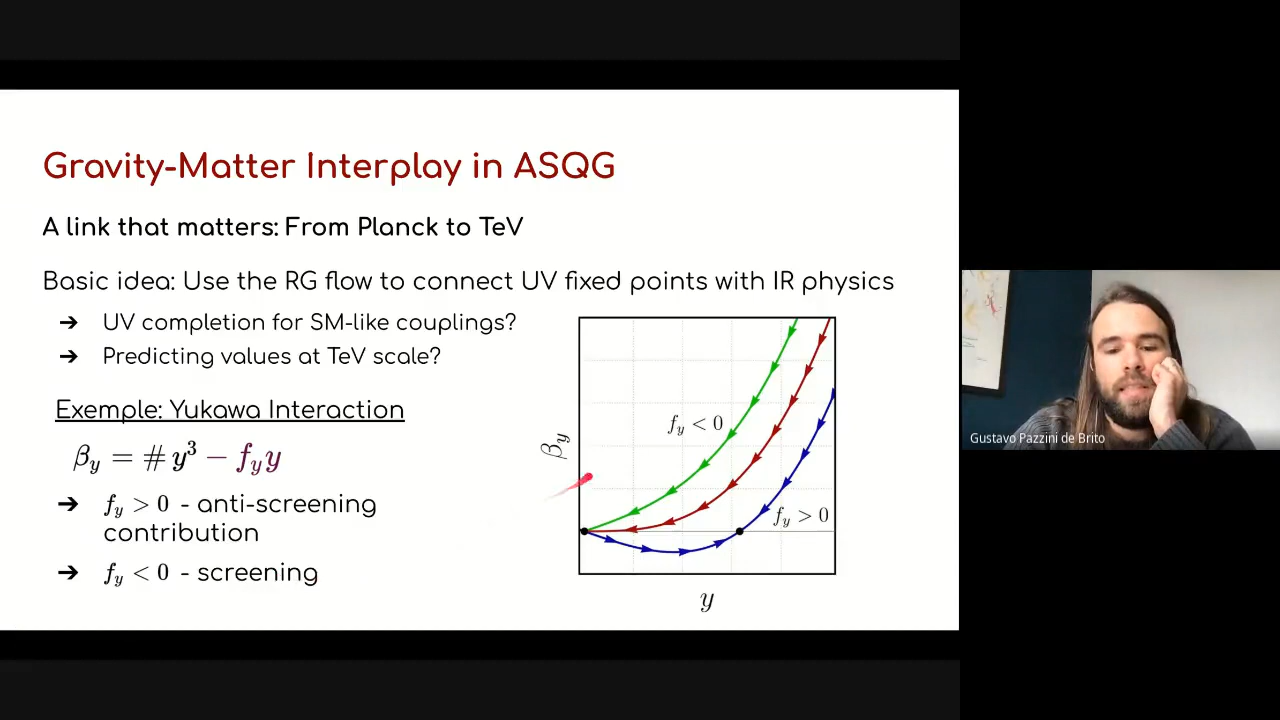 Gravity-Matter Interplay in ASQG
A link that matters: From Planck to TeV
Basic idea: Use the RG flow to connect UV fixed points with IR physics
➔ UV completion for SM-like couplings?
➔ Predicting values at TeV scale?
Exemple: Yukawa Interaction
β_y = # y³ − f_y y
➔ f_y > 0 - anti-screening
contribution
➔ f_y < 0 - screening
β_y
f_y < 0
f_y > 0
y
Gustavo Pazzini de Brito